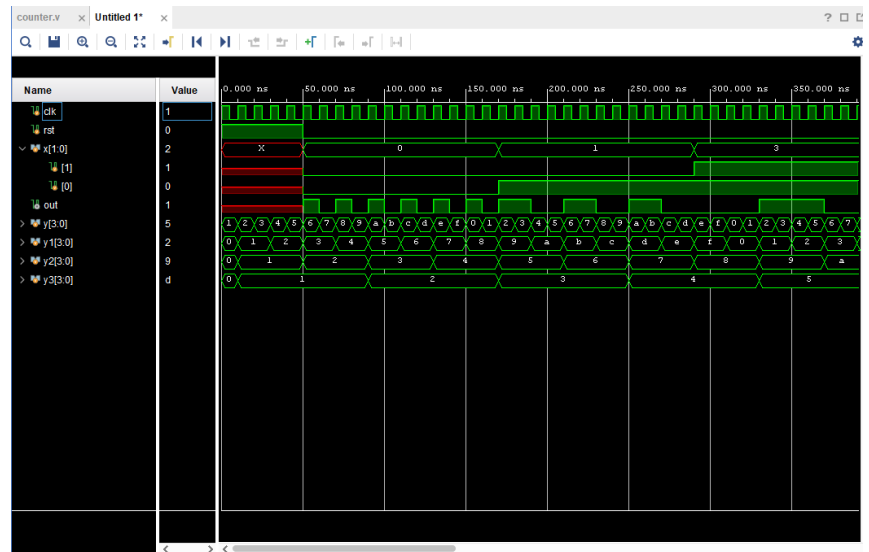 counter.v × Untitled 1* × ?
Name Value 0.000 ns 50.000 ns 100.000 ns 150.000 ns 200.000 ns 250.000 ns 300.000 ns 350.000 ns
clk 1
rst 0
x[1:0] 2 X 0 1 3
[1] 1
[0] 0
out 1
y[3:0] 5 1 2 3 4 5 6 7 8 9 a b c d e f 0 1 2 3 4 5 6 7 8 9 a b c d e f 0 1 2 3 4 5 6 7
y1[3:0] 2 0 1 2 3 4 5 6 7 8 9 a b c d e f 0 1 2 3
y2[3:0] 9 0 1 2 3 4 5 6 7 8 9 a
y3[3:0] d 0 1 2 3 4 5